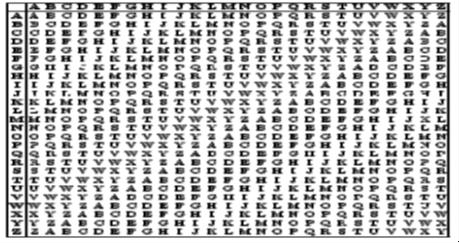 A B C D E F G H I J K L M N O P Q R S T U V W X Y Z
A A B C D E F G H I J K L M N O P Q R S T U V W X Y Z
B B C D E F G H I J K L M N O P Q R S T U V W X Y Z A
C C D E F G H I J K L M N O P Q R S T U V W X Y Z A B
D D E F G H I J K L M N O P Q R S T U V W X Y Z A B C
E E F G H I J K L M N O P Q R S T U V W X Y Z A B C D
F F G H I J K L M N O P Q R S T U V W X Y Z A B C D E
G G H I J K L M N O P Q R S T U V W X Y Z A B C D E F
H H I J K L M N O P Q R S T U V W X Y Z A B C D E F G
I I J K L M N O P Q R S T U V W X Y Z A B C D E F G H
J J K L M N O P Q R S T U V W X Y Z A B C D E F G H I
K K L M N O P Q R S T U V W X Y Z A B C D E F G H I J
L L M N O P Q R S T U V W X Y Z A B C D E F G H I J K
M M N O P Q R S T U V W X Y Z A B C D E F G H I J K L
N N O P Q R S T U V W X Y Z A B C D E F G H I J K L M
O O P Q R S T U V W X Y Z A B C D E F G H I J K L M N
P P Q R S T U V W X Y Z A B C D E F G H I J K L M N O
Q Q R S T U V W X Y Z A B C D E F G H I J K L M N O P
R R S T U V W X Y Z A B C D E F G H I J K L M N O P Q
S S T U V W X Y Z A B C D E F G H I J K L M N O P Q R
T T U V W X Y Z A B C D E F G H I J K L M N O P Q R S
U U V W X Y Z A B C D E F G H I J K L M N O P Q R S T
V V W X Y Z A B C D E F G H I J K L M N O P Q R S T U
W W X Y Z A B C D E F G H I J K L M N O P Q R S T U V
X X Y Z A B C D E F G H I J K L M N O P Q R S T U V W
Y Y Z A B C D E F G H I J K L M N O P Q R S T U V W X
Z Z A B C D E F G H I J K L M N O P Q R S T U V W X Y